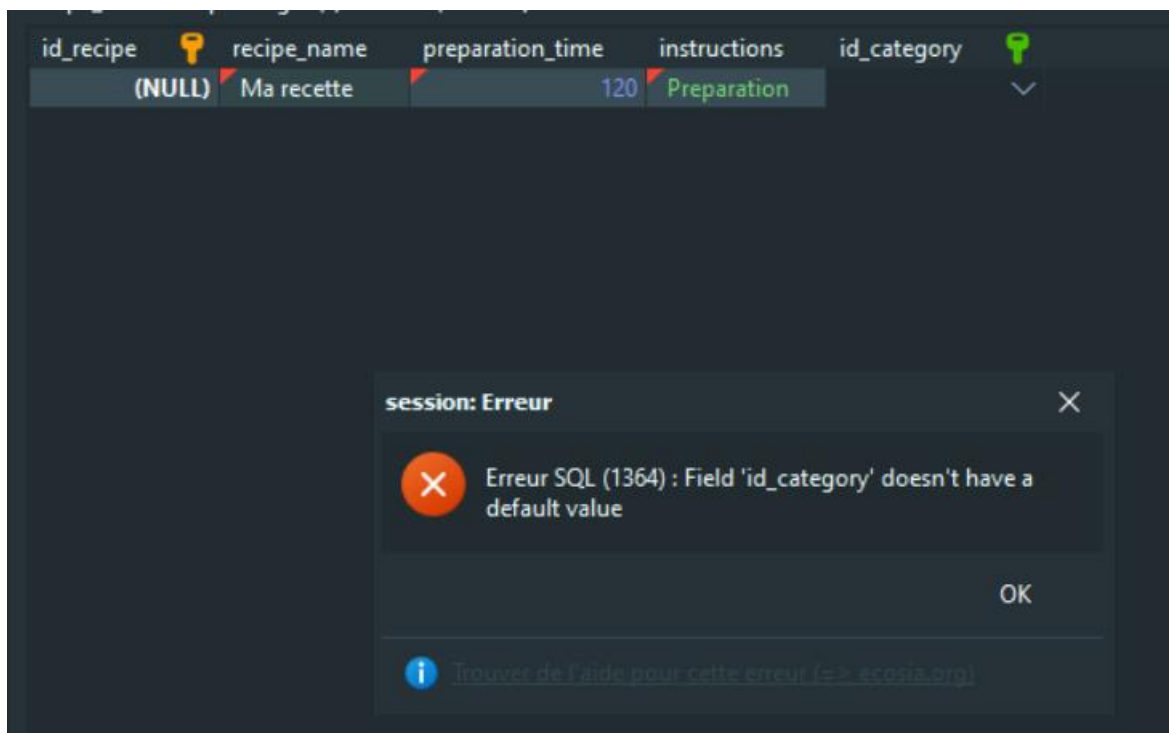 id_recipe recipe_name preparation_time instructions id_category
(NULL) Ma recette 120 Preparation
session: Erreur
Erreur SQL (1364) : Field 'id_category' doesn't have a
default value
OK
Trouver de l'aide pour cette erreur (=> ecosia.org)